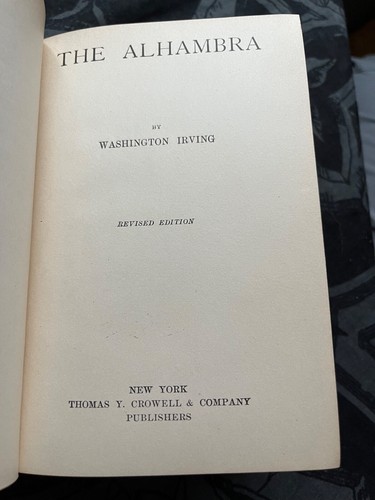 THE ALHAMBRA
BY
WASHINGTON IRVING
REVISED EDITION
NEW YORK
THOMAS Y. CROWELL & COMPANY
PUBLISHERS